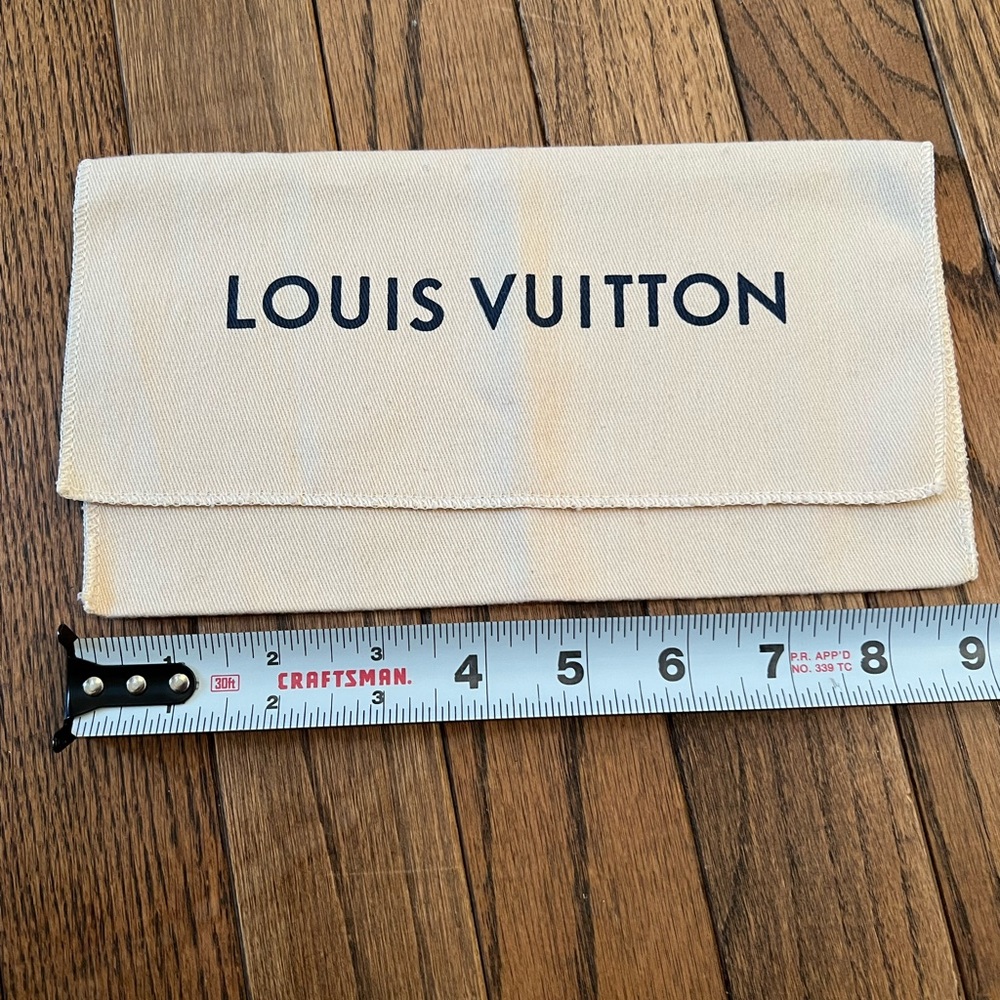 LOUIS VUITTON
1 2 3 4 5 6 7 8 9
30ft CRAFTSMAN. P.R. APP'D
NO. 339 TC
1 2 3